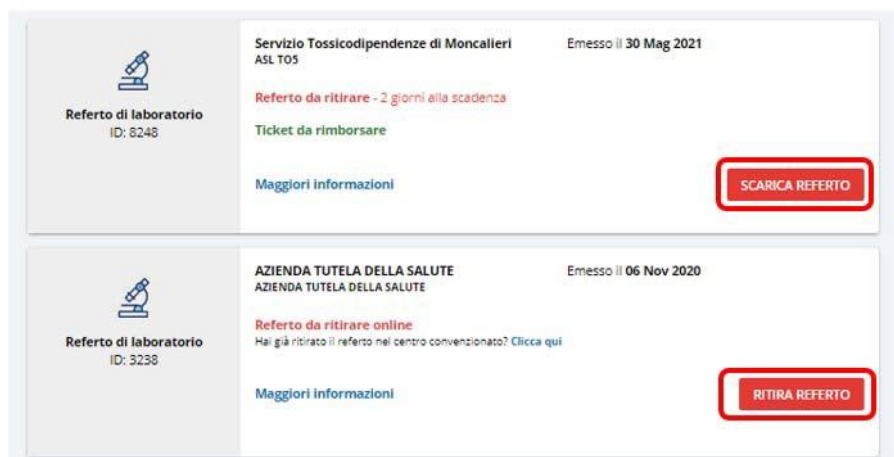 Servizio Tossicodipendenze di Moncalieri
Emesso il 30 Mag 2021
ASL TO5
Referto da ritirare - 2 giorni alla scadenza
Referto di laboratorio
ID: 8248
Ticket da rimborsare
Maggiori informazioni
SCARICA REFERTO
AZIENDA TUTELA DELLA SALUTE
Emesso il 06 Nov 2020
AZIENDA TUTELA DELLA SALUTE
Referto da ritirare online
Hai già ritirato il referto nel centro convenzionato? Clicca qui
Referto di laboratorio
ID: 3238
Maggiori informazioni
RITIRA REFERTO